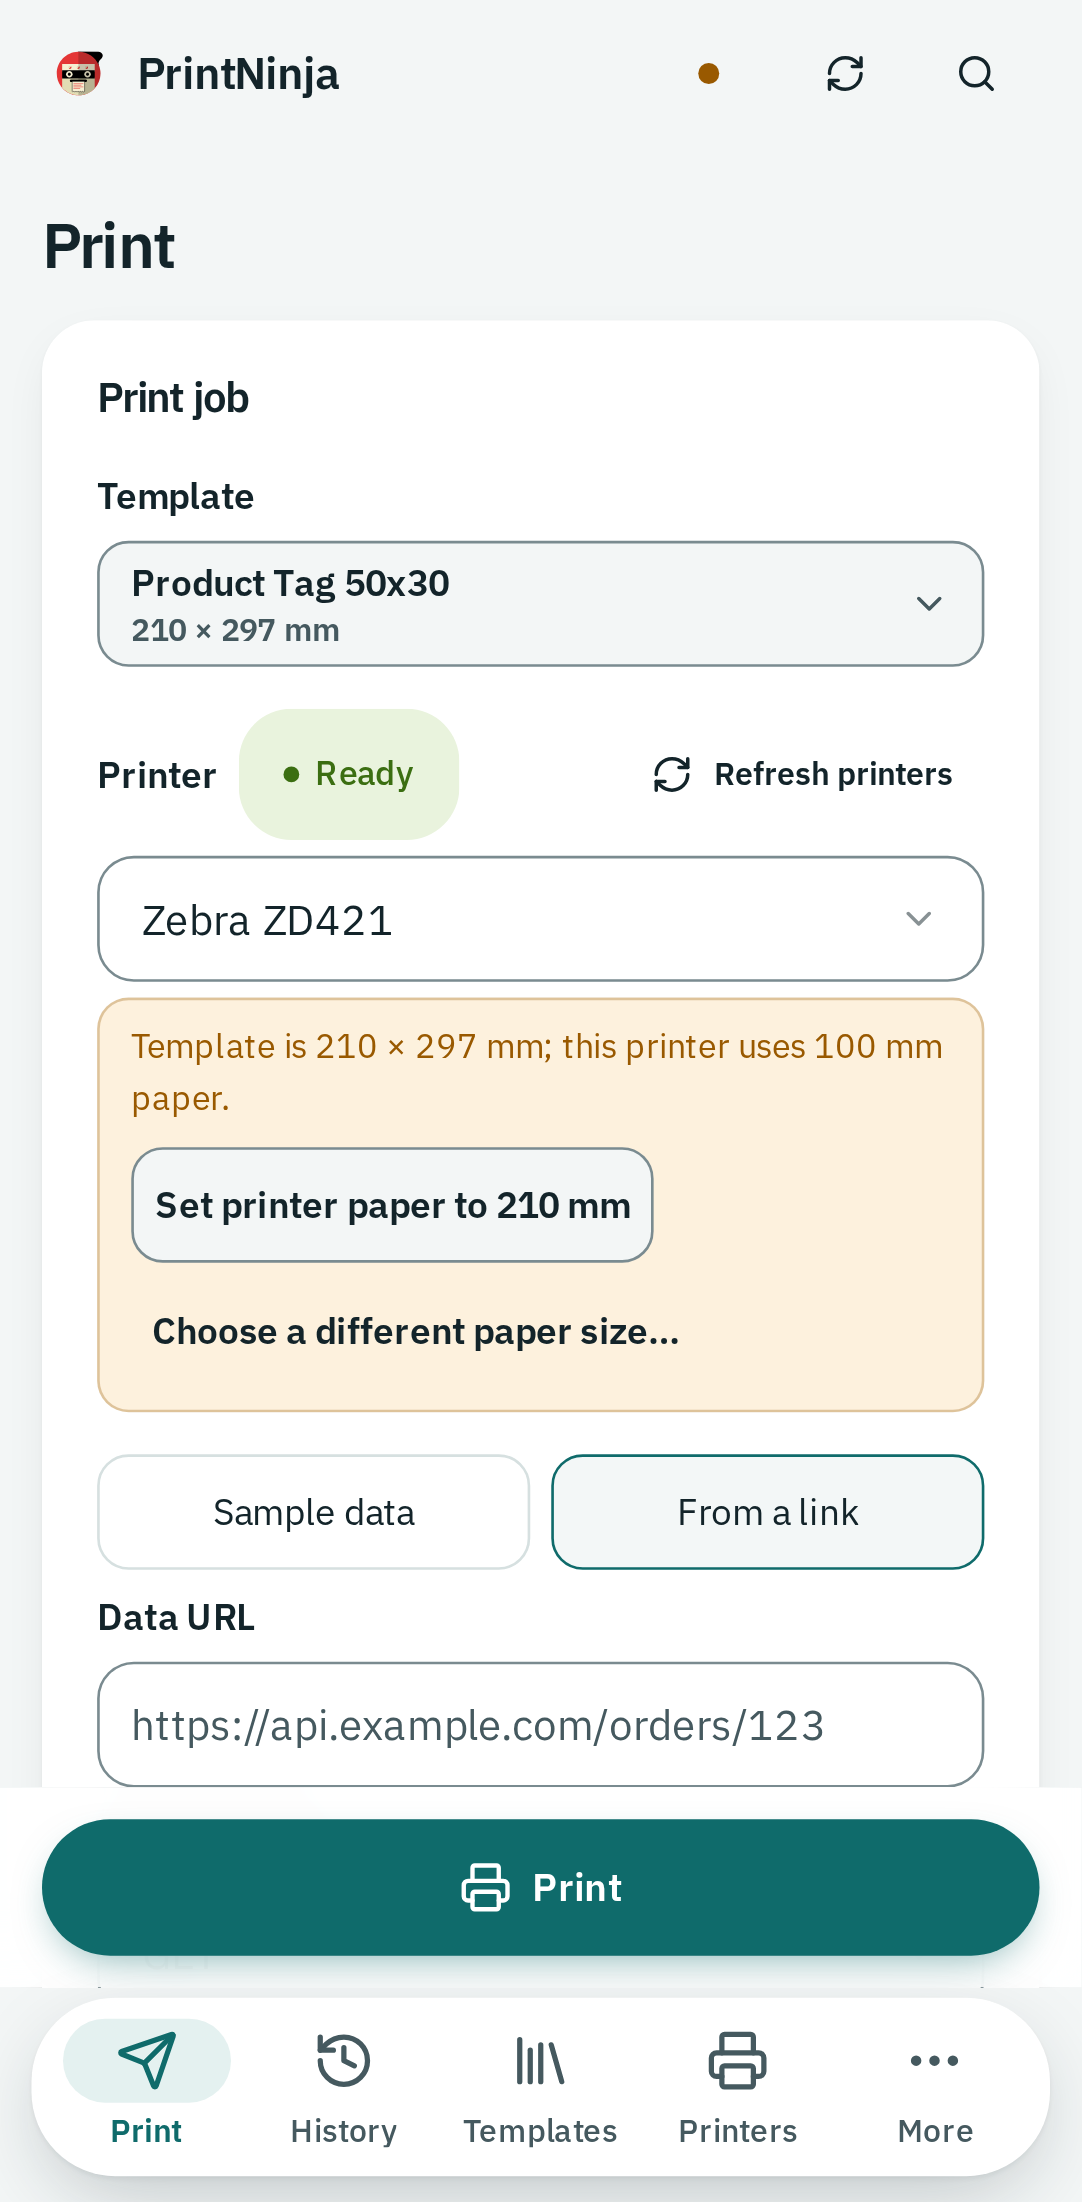 PrintNinja
Print
Print job
Template
Product Tag 50x30
210 × 297 mm
Printer
Ready
Refresh printers
Zebra ZD421
Template is 210 × 297 mm; this printer uses 100 mm
paper.
Set printer paper to 210 mm
Choose a different paper size...
Sample data
From a link
Data URL
https://api.example.com/orders/123
Print
Print
History
Templates
Printers
More